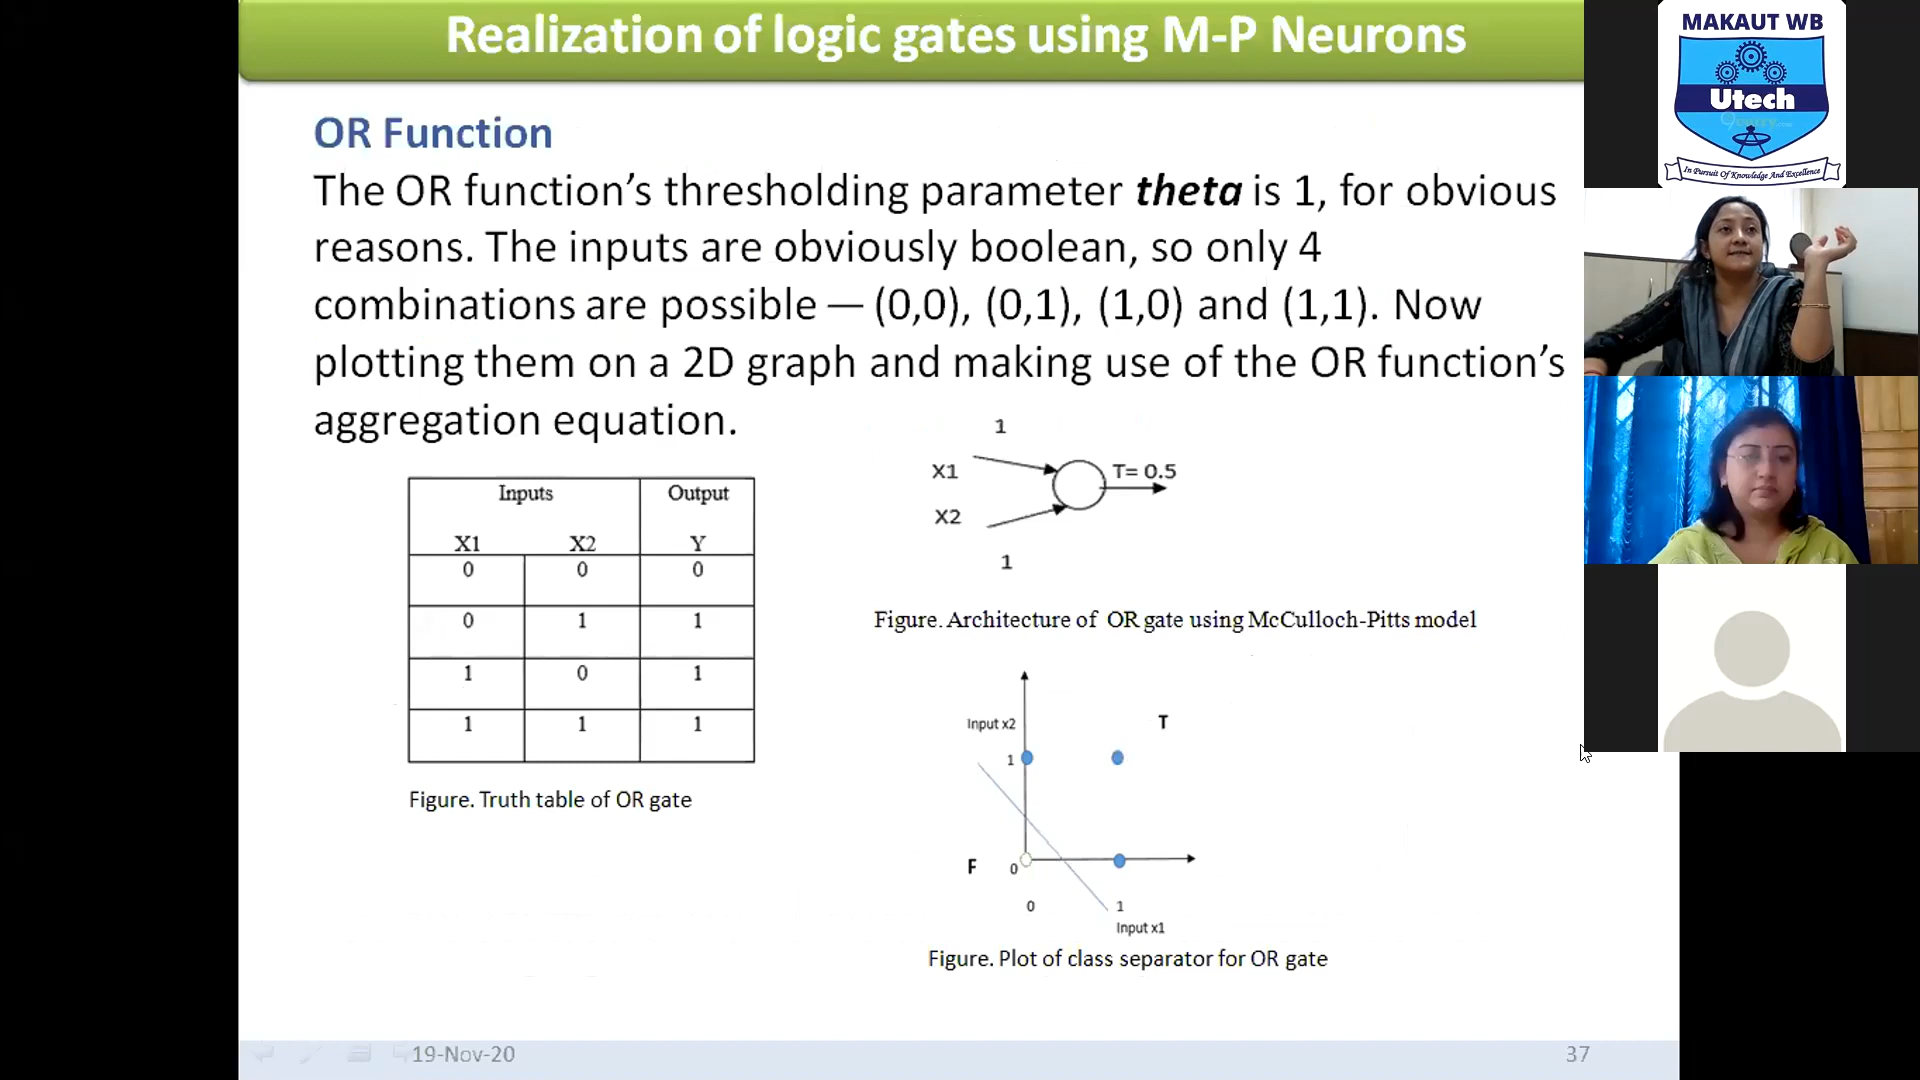 Realization of logic gates using M-P Neurons
OR Function
The OR function's thresholding parameter theta is 1, for obvious
reasons. The inputs are obviously boolean, so only 4
combinations are possible — (0,0), (0,1), (1,0) and (1,1). Now
plotting them on a 2D graph and making use of the OR function's
aggregation equation.
Inputs Output
X1 X2 Y
0 0 0
0 1 1
1 0 1
1 1 1
Figure. Truth table of OR gate
1
X1 T= 0.5
X2
1
Figure. Architecture of OR gate using McCulloch-Pitts model
Input x2 T
1
F 0
0 1
Input x1
Figure. Plot of class separator for OR gate
19-Nov-20 37
MAKAUT WB
Utech
In Pursuit Of Knowledge And Excellence